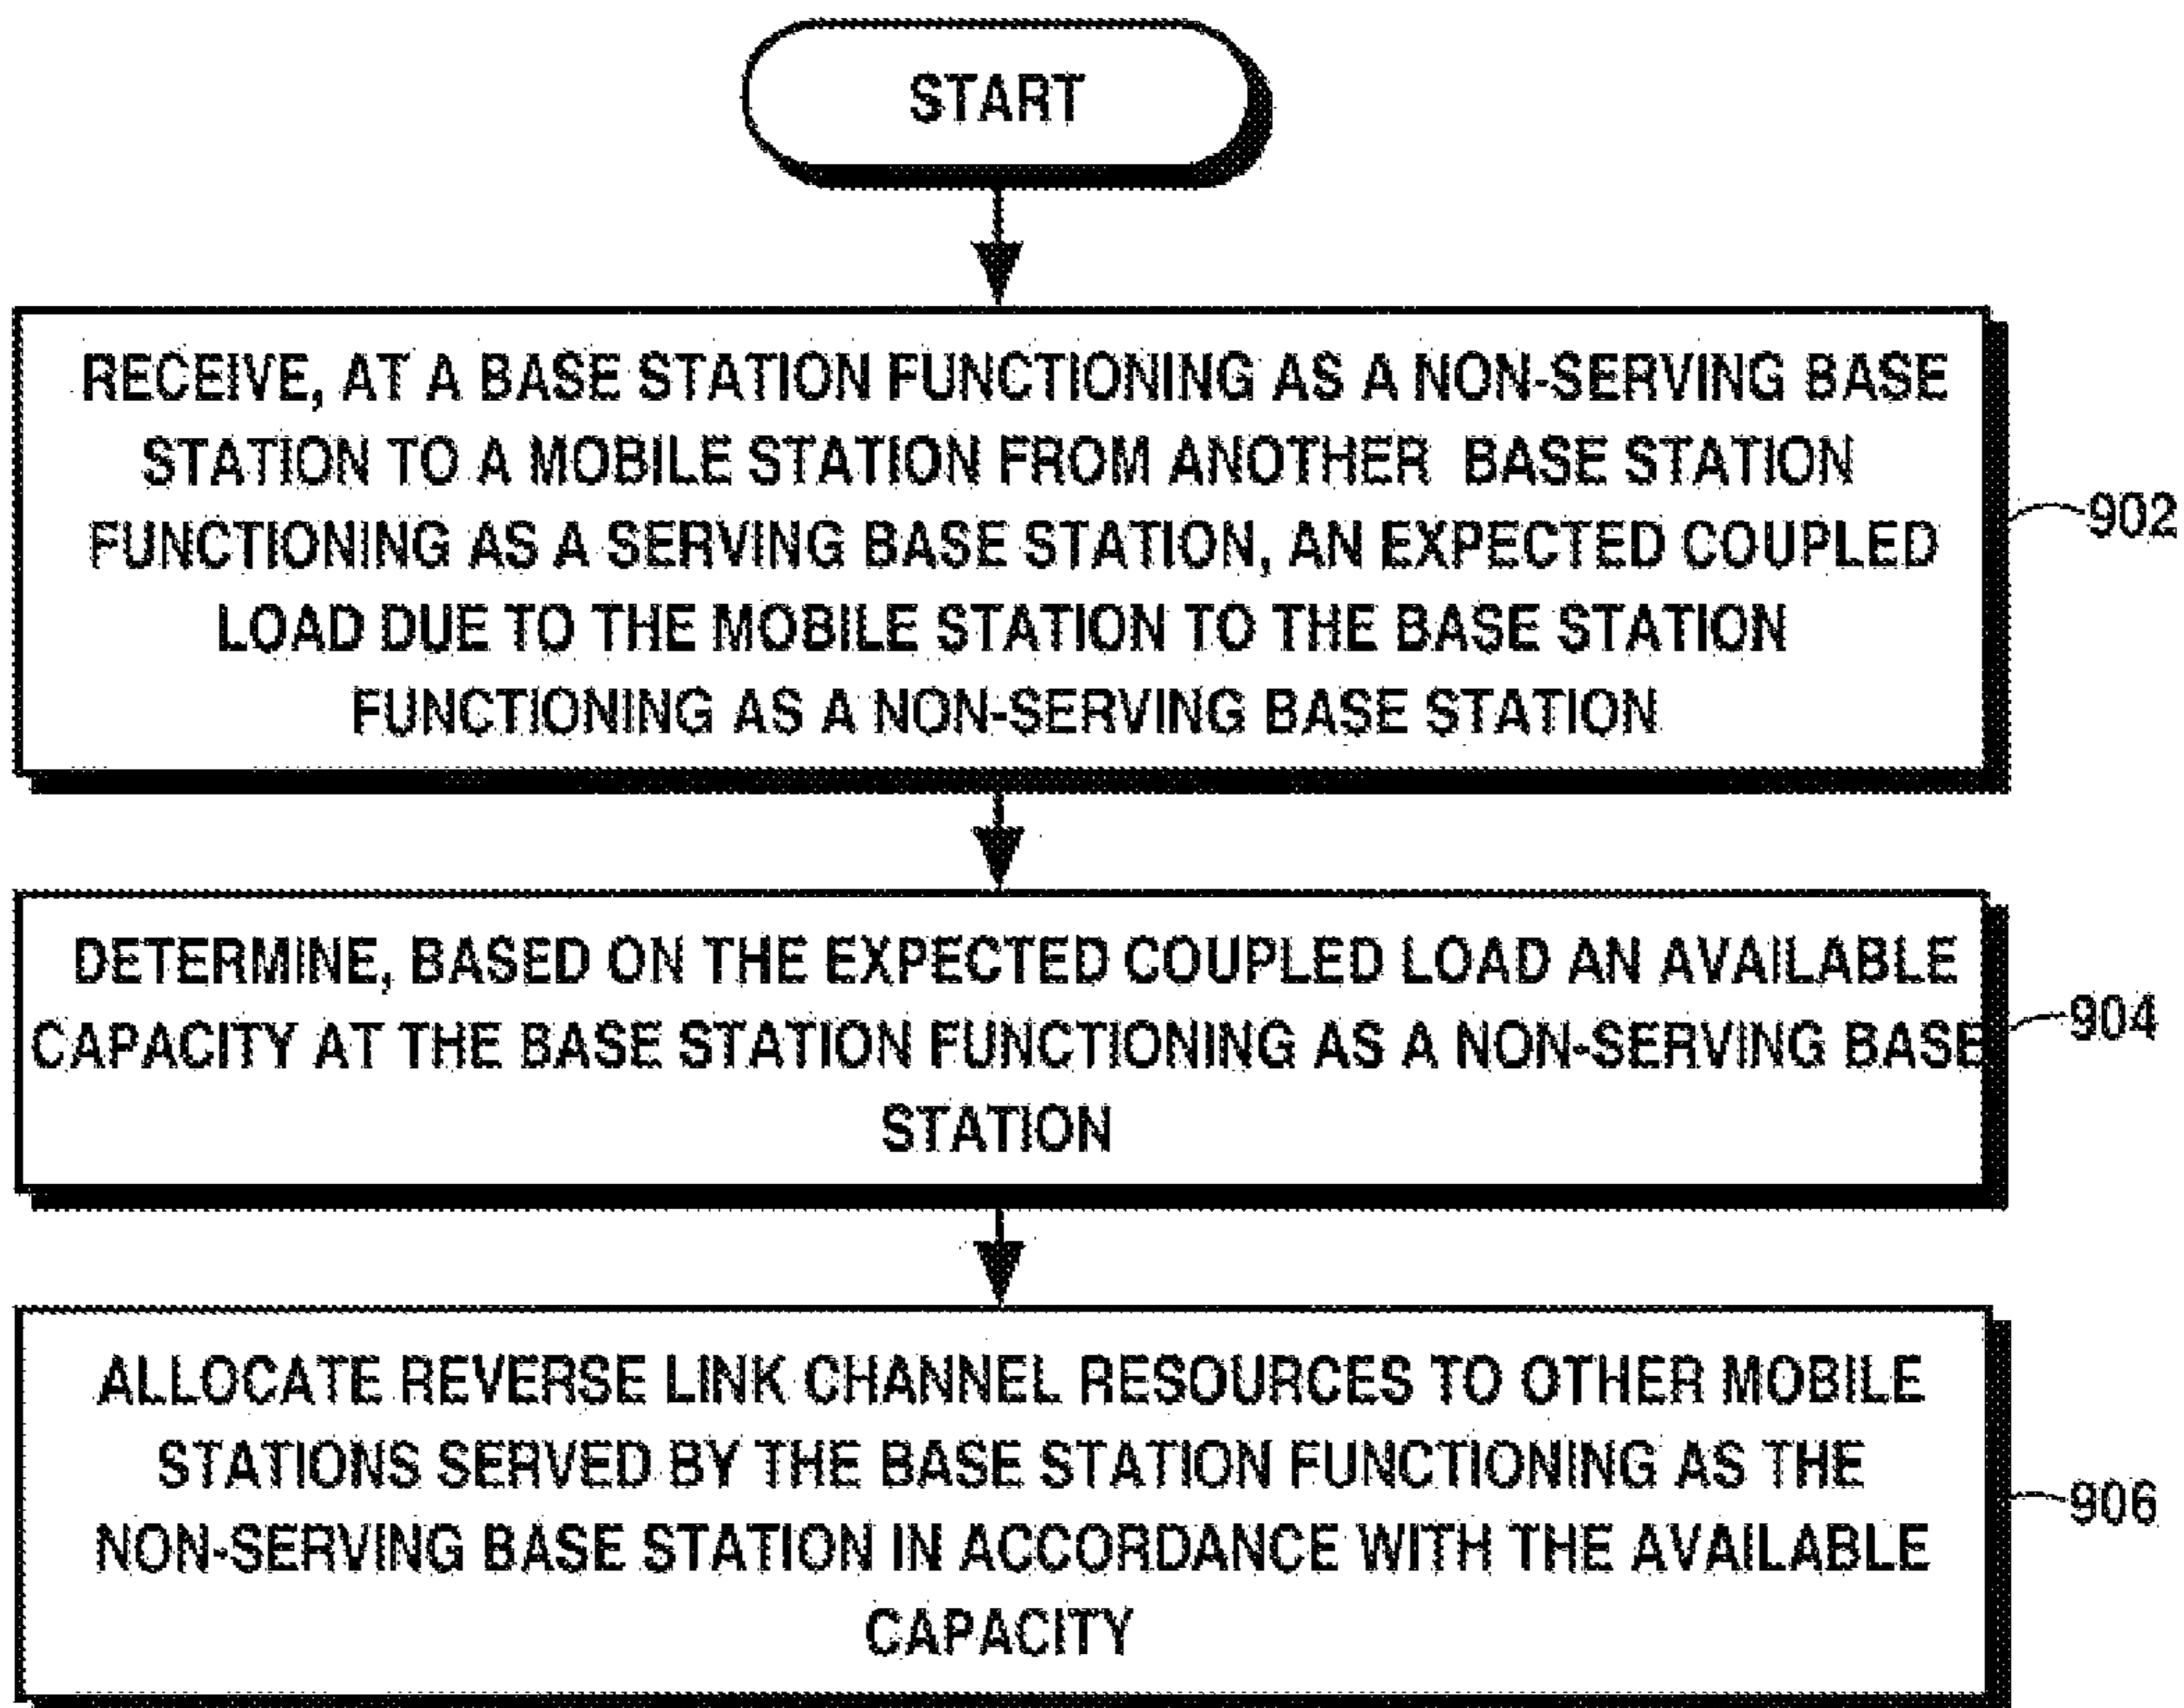 START
RECEIVE, AT A BASE STATION FUNCTIONING AS A NON-SERVING BASE
STATION TO A MOBILE STATION FROM ANOTHER BASE STATION
FUNCTIONING AS A SERVING BASE STATION, AN EXPECTED COUPLED
LOAD DUE TO THE MOBILE STATION TO THE BASE STATION
FUNCTIONING AS A NON-SERVING BASE STATION
902
DETERMINE, BASED ON THE EXPECTED COUPLED LOAD AN AVAILABLE
CAPACITY AT THE BASE STATION FUNCTIONING AS A NON-SERVING BASE
STATION
904
ALLOCATE REVERSE LINK CHANNEL RESOURCES TO OTHER MOBILE
STATIONS SERVED BY THE BASE STATION FUNCTIONING AS THE
NON-SERVING BASE STATION IN ACCORDANCE WITH THE AVAILABLE
CAPACITY
906